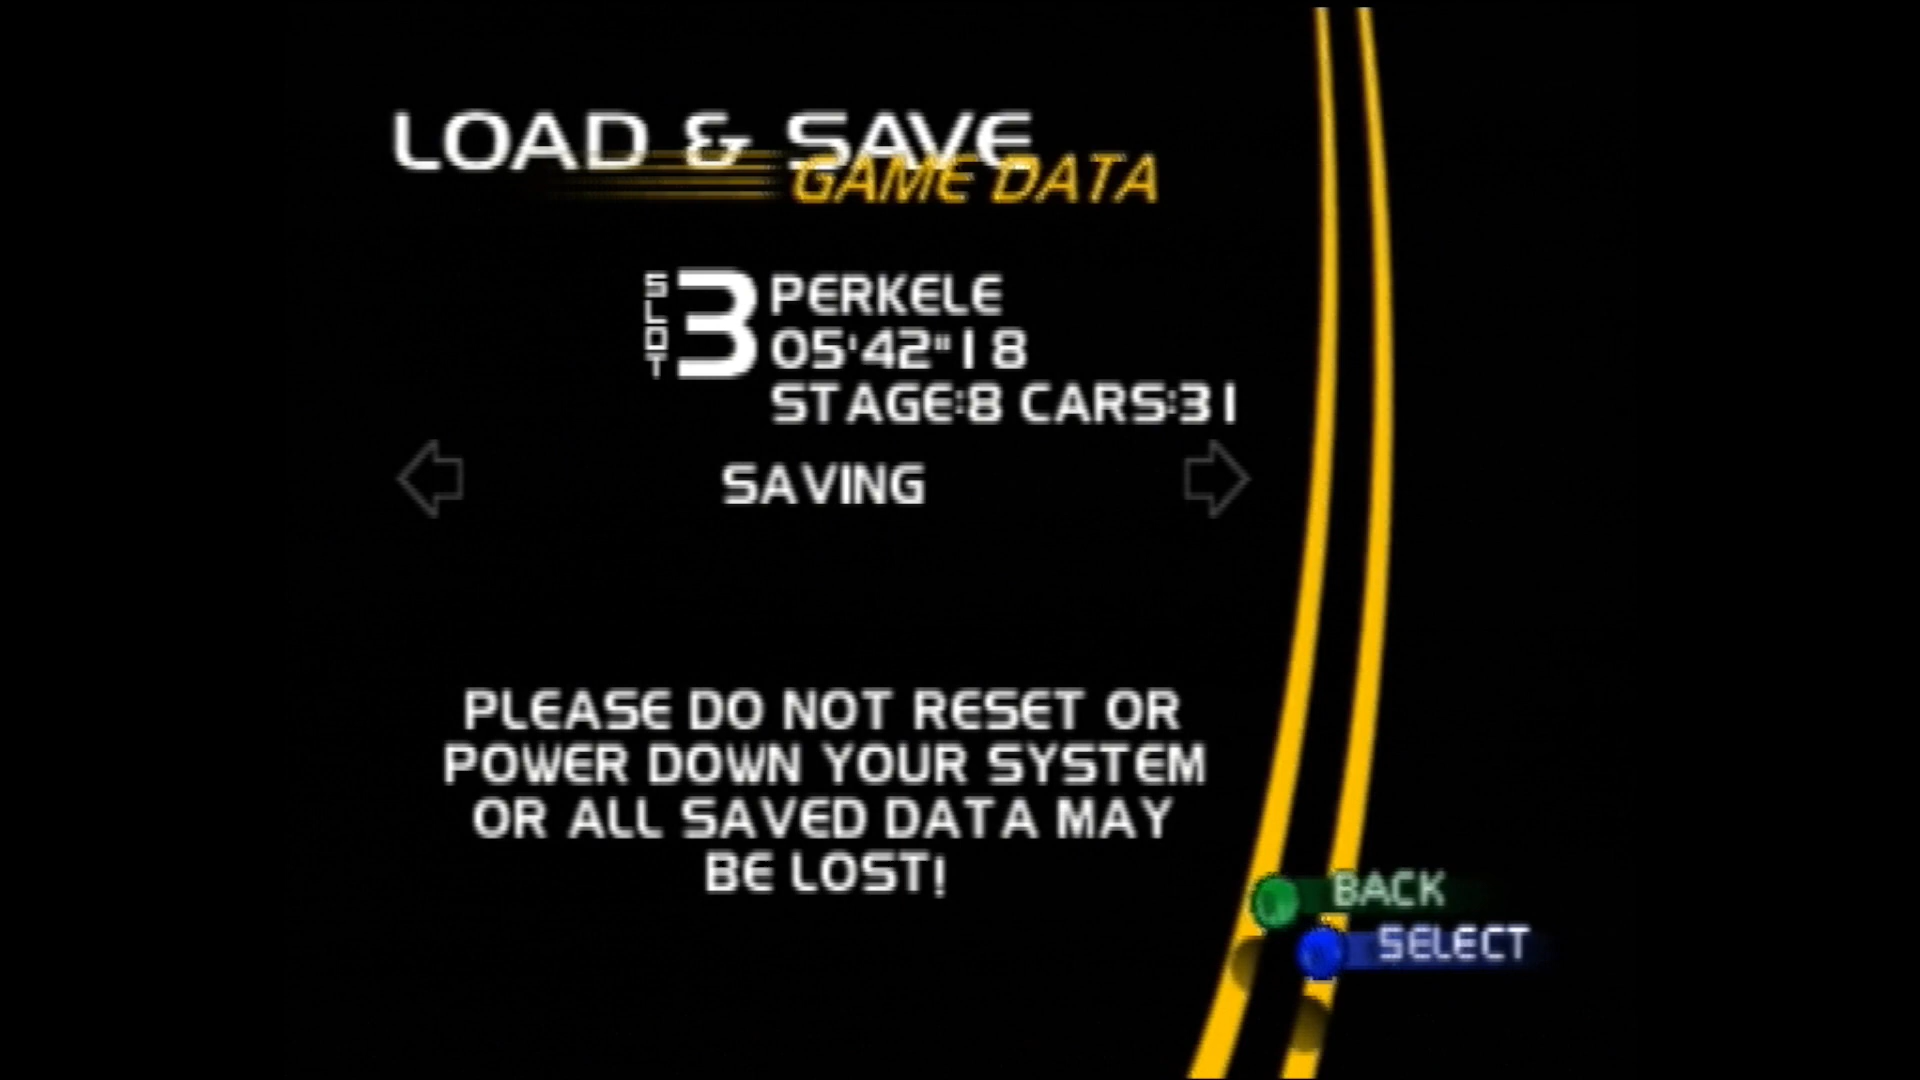 LOAD & SAVE
GAME DATA
SLOT 3 PERKELE
05'42"18
STAGE:8 CARS:31
SAVING
PLEASE DO NOT RESET OR
POWER DOWN YOUR SYSTEM
OR ALL SAVED DATA MAY
BE LOST!
BACK
SELECT